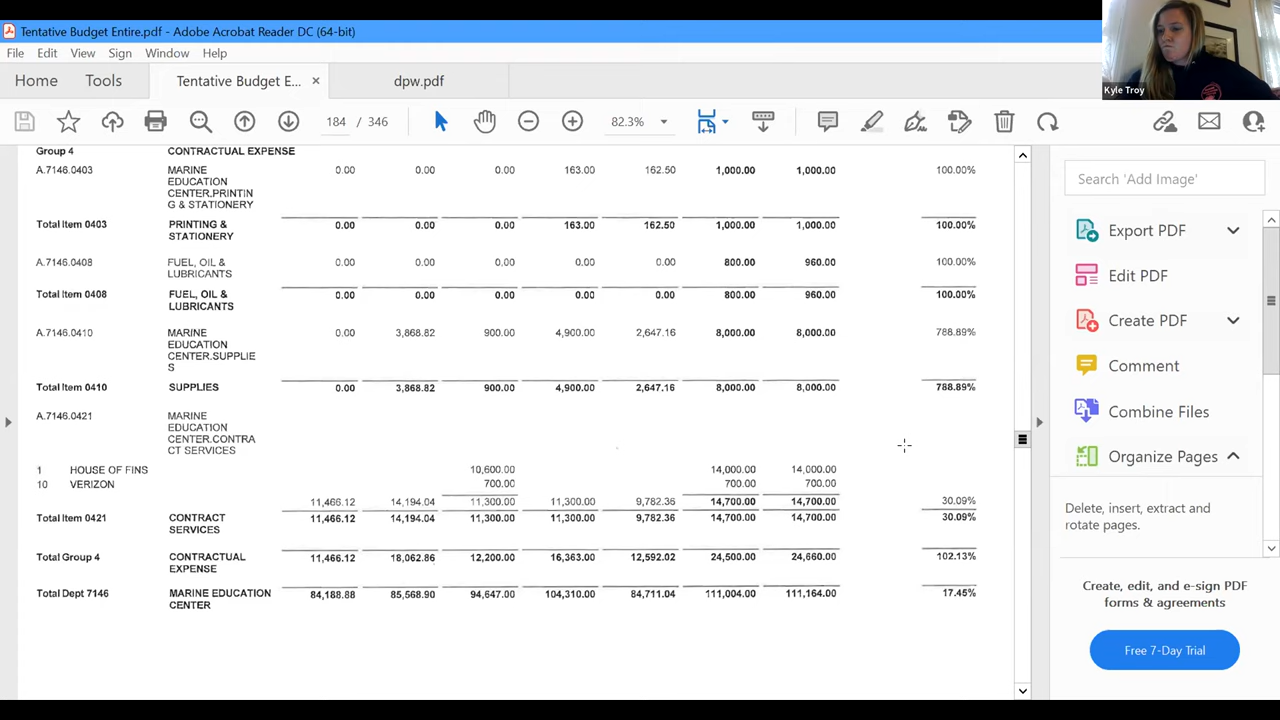 Tentative Budget Entire.pdf - Adobe Acrobat Reader DC (64-bit)
File Edit View Sign Window Help
Home Tools Tentative Budget E... × dpw.pdf
184 / 346 82.3%
Kyle Troy
Group 4 CONTRACTUAL EXPENSE
A.7146.0403 MARINE 0.00 0.00 0.00 163.00 162.50 1,000.00 1,000.00 100.00%
EDUCATION
CENTER.PRINTIN
G & STATIONERY
Total Item 0403 PRINTING & 0.00 0.00 0.00 163.00 162.50 1,000.00 1,000.00 100.00%
STATIONERY
A.7146.0408 FUEL, OIL & 0.00 0.00 0.00 0.00 0.00 800.00 960.00 100.00%
LUBRICANTS
Total Item 0408 FUEL, OIL & 0.00 0.00 0.00 0.00 0.00 800.00 960.00 100.00%
LUBRICANTS
A.7146.0410 MARINE 0.00 3,868.82 900.00 4,900.00 2,647.16 8,000.00 8,000.00 788.89%
EDUCATION
CENTER.SUPPLIE
S
Total Item 0410 SUPPLIES 0.00 3,868.82 900.00 4,900.00 2,647.16 8,000.00 8,000.00 788.89%
A.7146.0421 MARINE
EDUCATION
CENTER.CONTRA
CT SERVICES
1 HOUSE OF FINS 10,600.00 14,000.00 14,000.00
10 VERIZON 700.00 700.00 700.00
11,466.12 14,194.04 11,300.00 11,300.00 9,782.36 14,700.00 14,700.00 30.09%
Total Item 0421 CONTRACT 11,466.12 14,194.04 11,300.00 11,300.00 9,782.36 14,700.00 14,700.00 30.09%
SERVICES
Total Group 4 CONTRACTUAL 11,466.12 18,062.86 12,200.00 16,363.00 12,592.02 24,500.00 24,660.00 102.13%
EXPENSE
Total Dept 7146 MARINE EDUCATION 84,188.88 85,568.90 94,647.00 104,310.00 84,711.04 111,004.00 111,164.00 17.45%
CENTER
Search 'Add Image'
Export PDF
Edit PDF
Create PDF
Comment
Combine Files
Organize Pages
Delete, insert, extract and
rotate pages.
Create, edit, and e-sign PDF
forms & agreements
Free 7-Day Trial